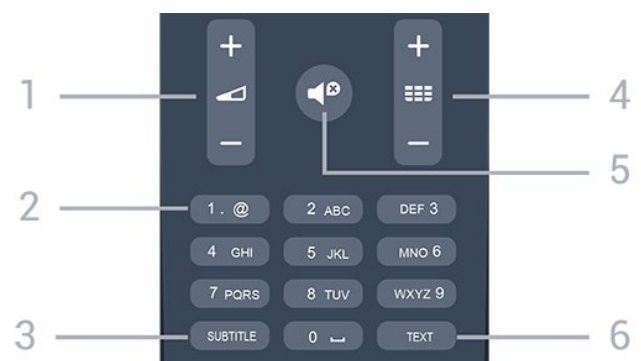 + +
1 4
− −
5
2 1 . @ 2 ABC DEF 3
4 GHI 5 JKL MNO 6
7 PQRS 8 TUV WXYZ 9
3 SUBTITLE 0 ⎵ TEXT 6